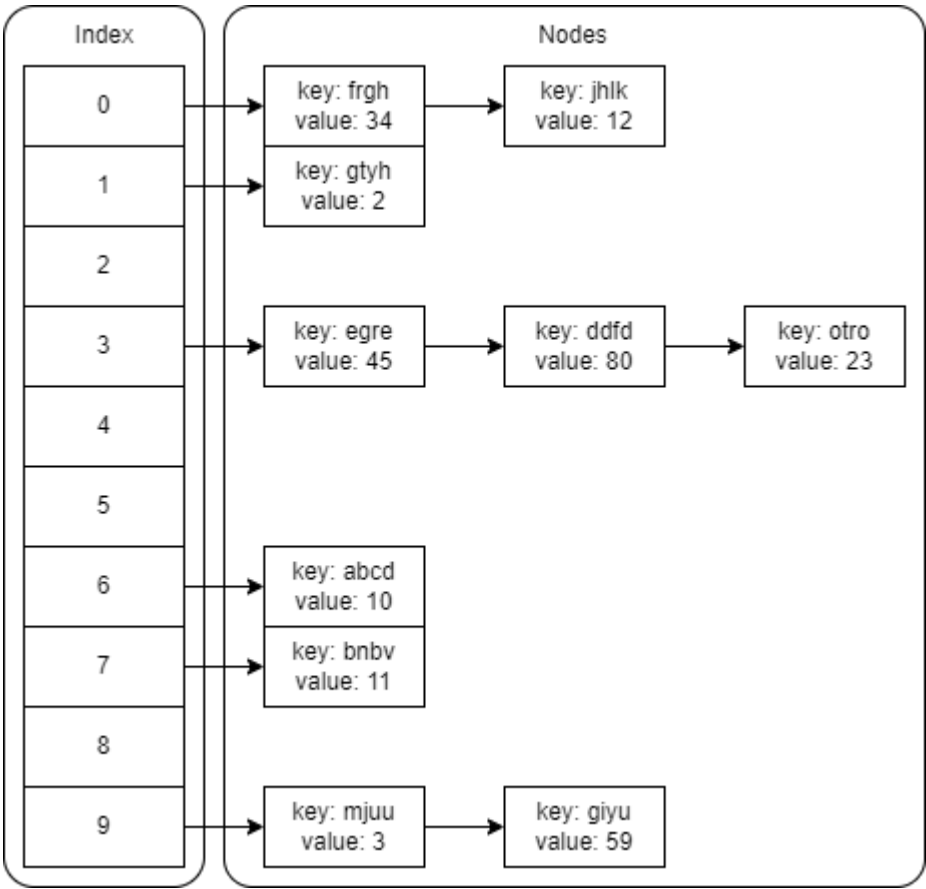 Index
Nodes
0
key: frgh
value: 34
key: jhlk
value: 12
1
key: gtyh
value: 2
2
3
key: egre
value: 45
key: ddfd
value: 80
key: otro
value: 23
4
5
6
key: abcd
value: 10
7
key: bnbv
value: 11
8
9
key: mjuu
value: 3
key: giyu
value: 59